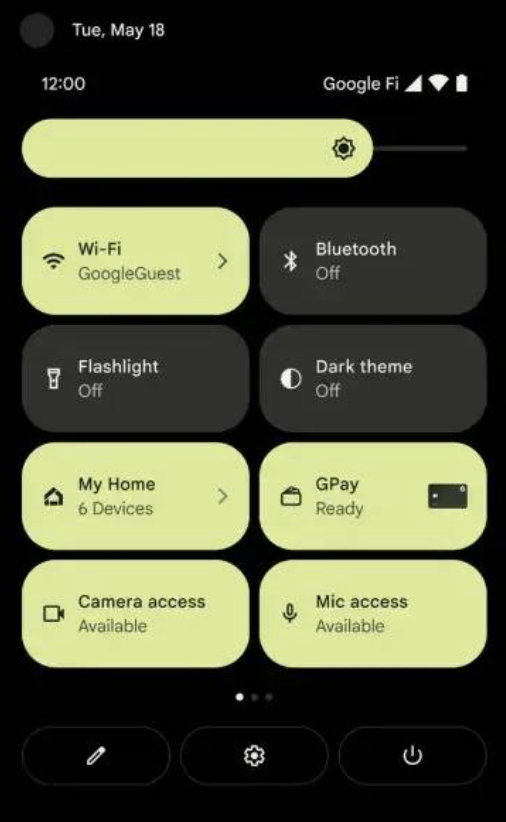 Tue, May 18
12:00
Google Fi
Wi-Fi
GoogleGuest
Bluetooth
Off
Flashlight
Off
Dark theme
Off
My Home
6 Devices
GPay
Ready
Camera access
Available
Mic access
Available